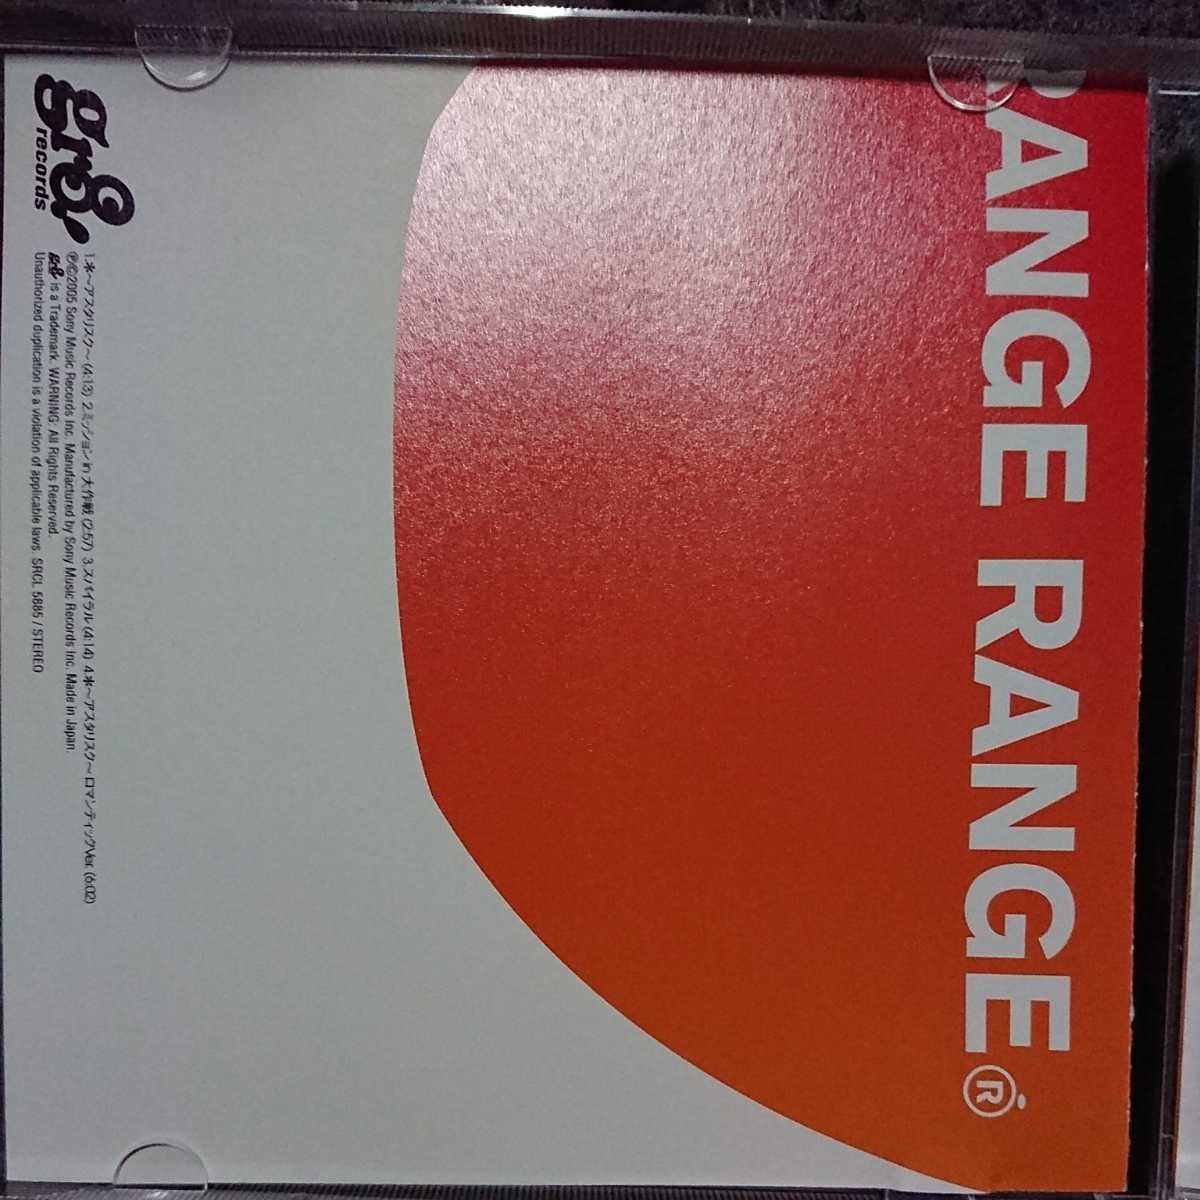 RANGE RANGE®
gr8! records
1.*～アスタリスク～ (4:13) 2.ミッション in 大作戦 (2:57) 3.スパイラル (4:14) 4.*～アスタリスク～ ロマンティックVer. (6:02)
℗©2005 Sony Music Records Inc. Manufactured by Sony Music Records Inc. Made in Japan.
gr8! is a Trademark. WARNING: All Rights Reserved.
Unauthorized duplication is a violation of applicable laws. SRCL 5885 / STEREO